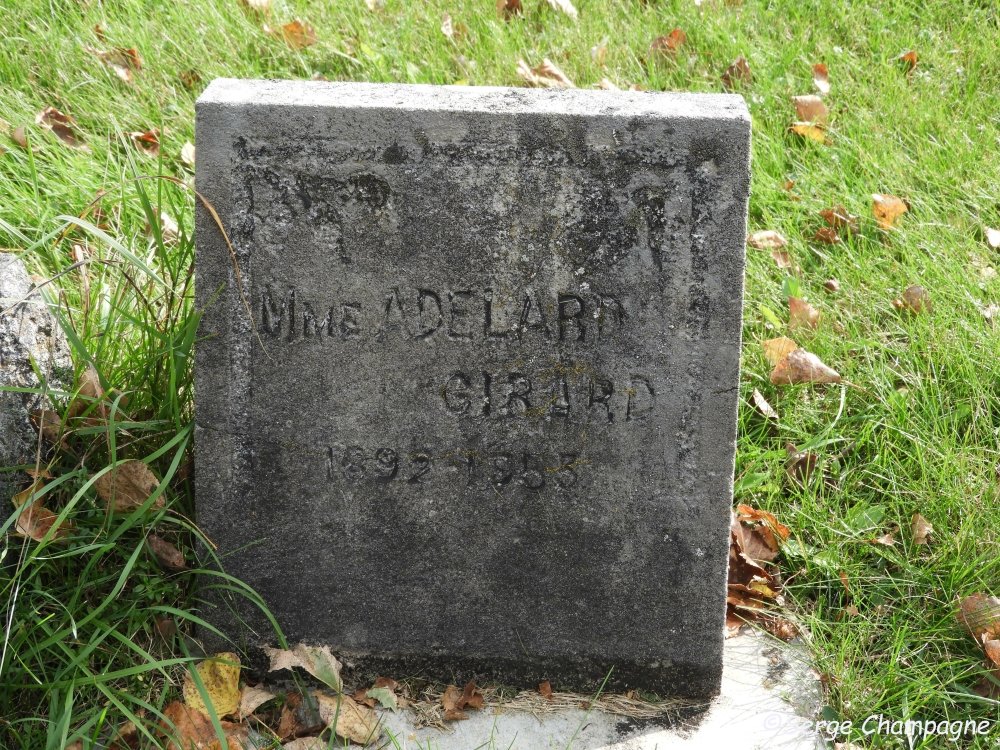 Mme ADELARD
GIRARD
1892-1953
©Serge Champagne